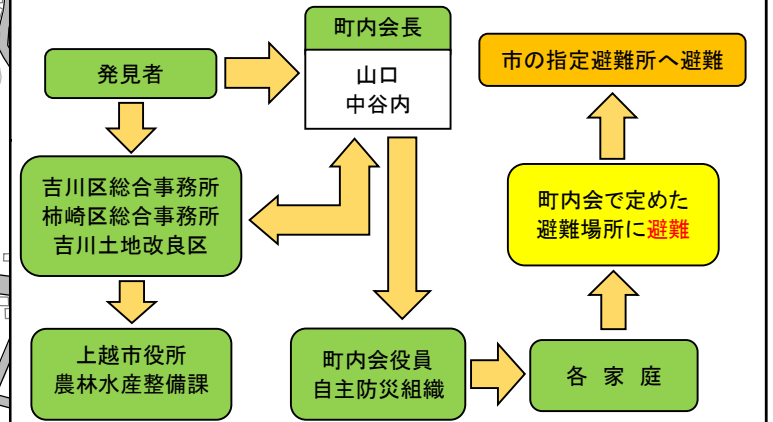 町内会長
山口
中谷内
発見者
市の指定避難所へ避難
吉川区総合事務所
柿崎区総合事務所
吉川土地改良区
町内会で定めた
避難場所に避難
上越市役所
農林水産整備課
町内会役員
自主防災組織
各 家 庭